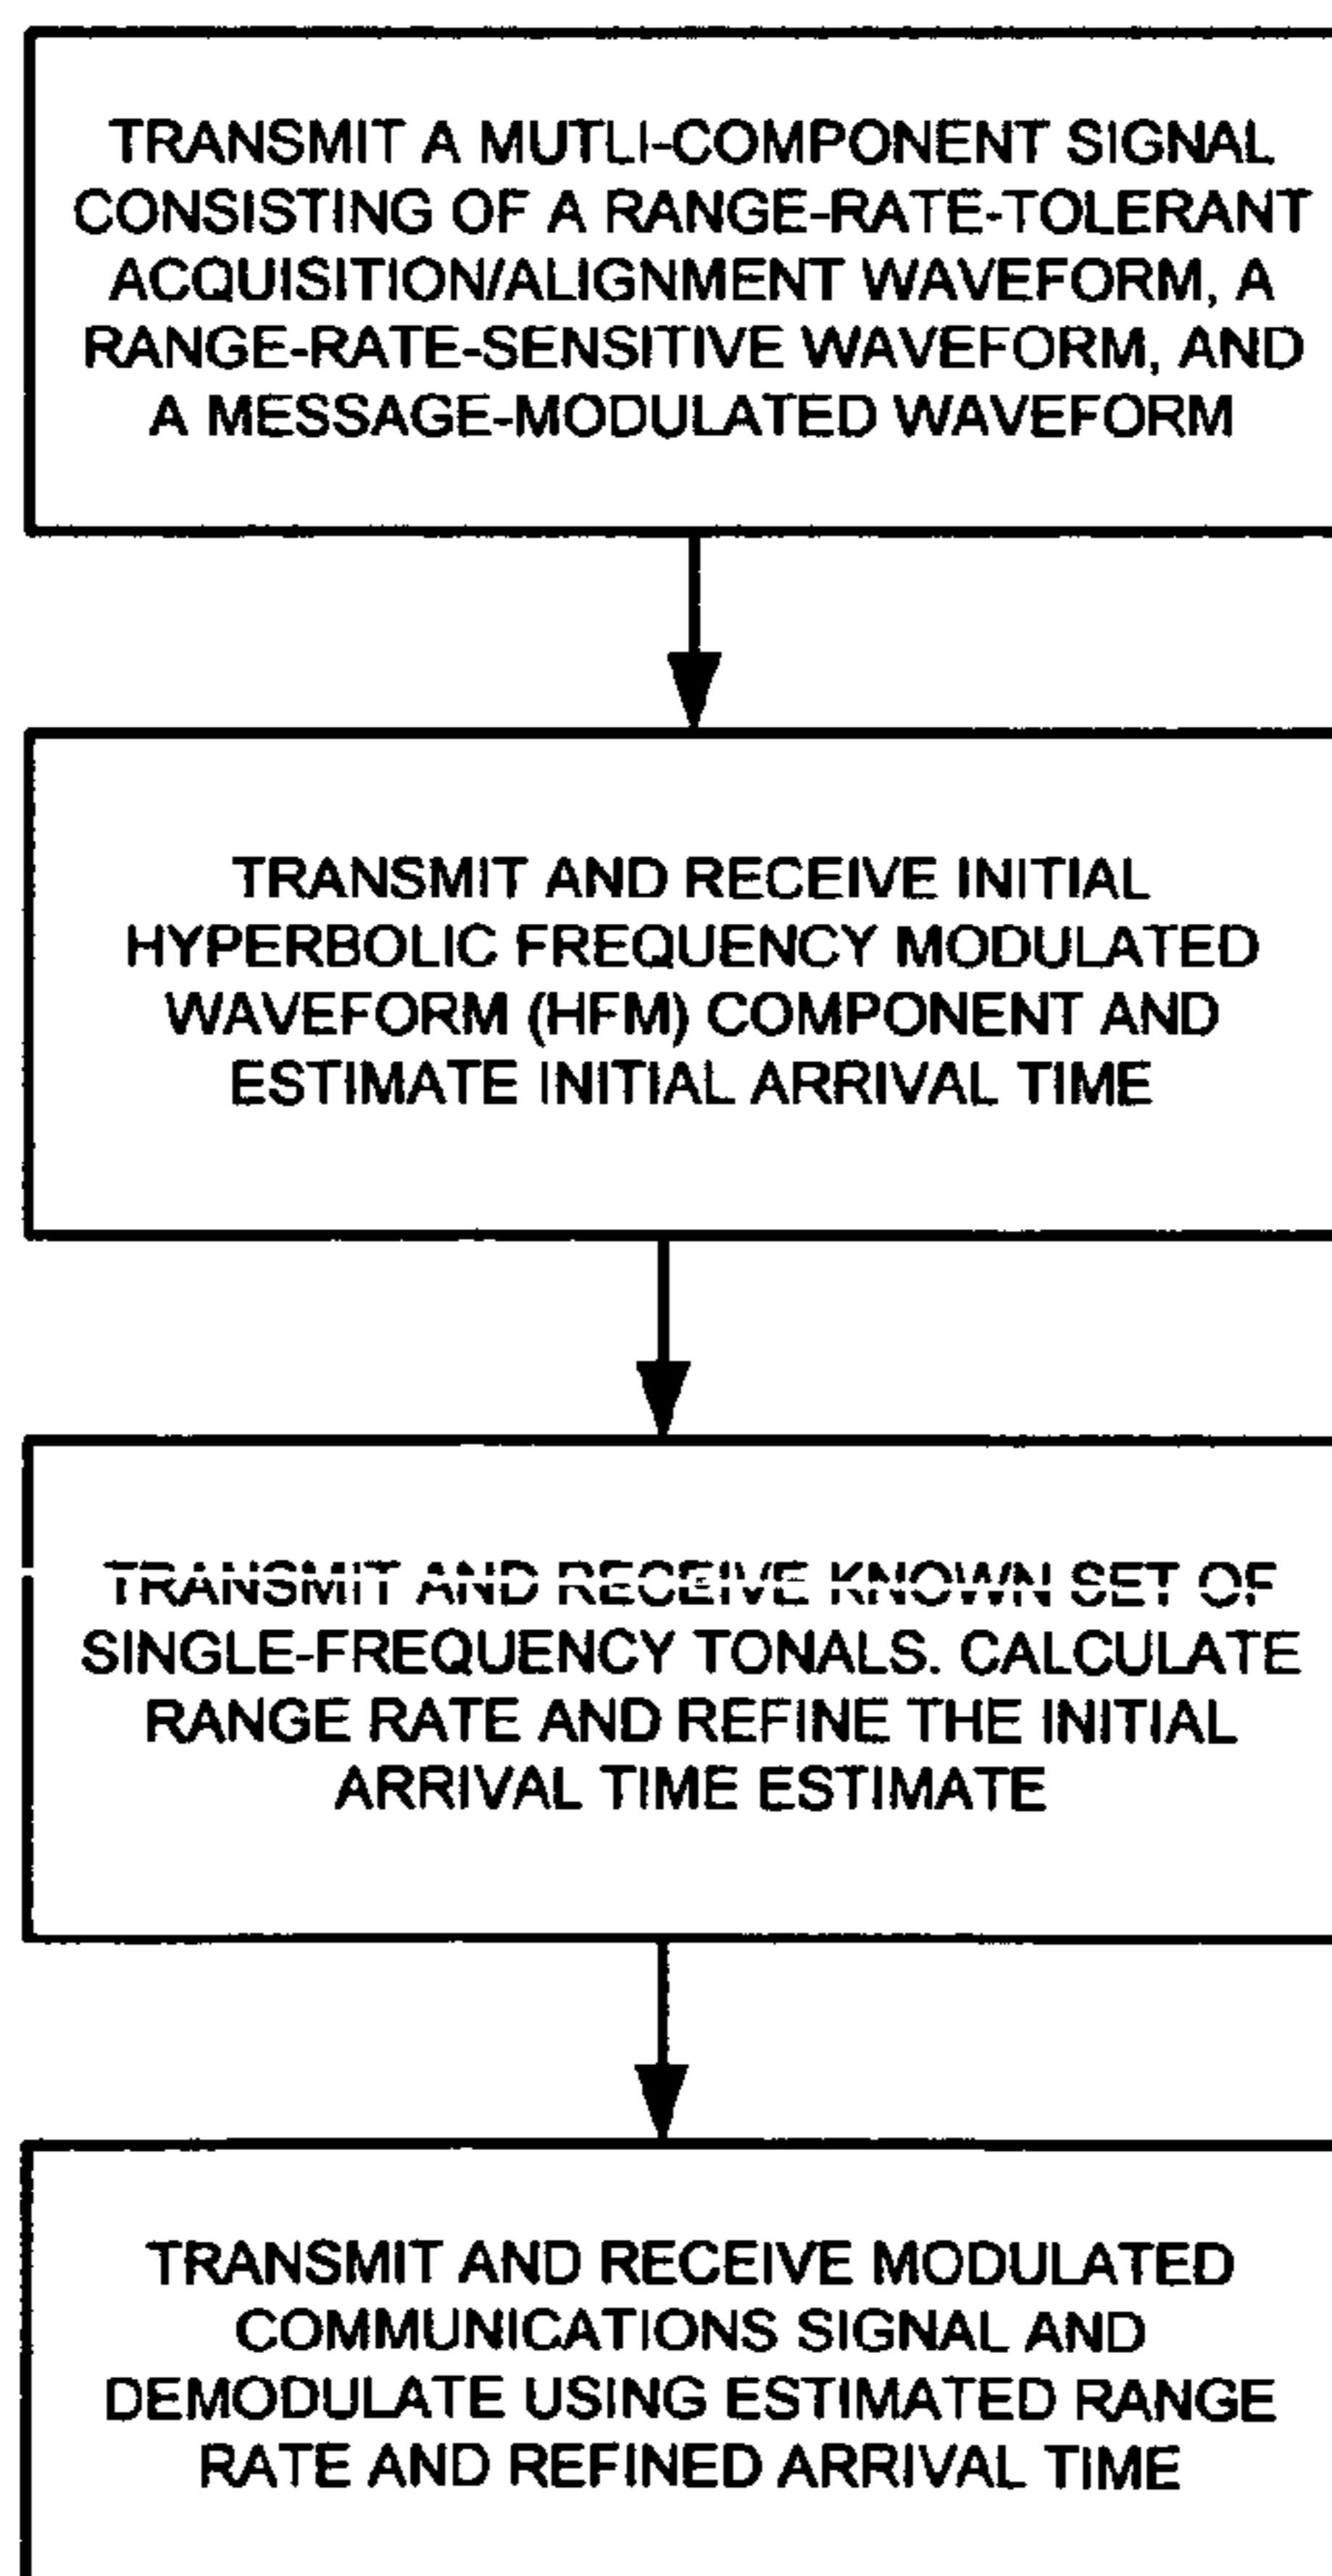 TRANSMIT A MUTLI-COMPONENT SIGNAL
CONSISTING OF A RANGE-RATE-TOLERANT
ACQUISITION/ALIGNMENT WAVEFORM, A
RANGE-RATE-SENSITIVE WAVEFORM, AND
A MESSAGE-MODULATED WAVEFORM
TRANSMIT AND RECEIVE INITIAL
HYPERBOLIC FREQUENCY MODULATED
WAVEFORM (HFM) COMPONENT AND
ESTIMATE INITIAL ARRIVAL TIME
TRANSMIT AND RECEIVE KNOWN SET OF
SINGLE-FREQUENCY TONALS. CALCULATE
RANGE RATE AND REFINE THE INITIAL
ARRIVAL TIME ESTIMATE
TRANSMIT AND RECEIVE MODULATED
COMMUNICATIONS SIGNAL AND
DEMODULATE USING ESTIMATED RANGE
RATE AND REFINED ARRIVAL TIME